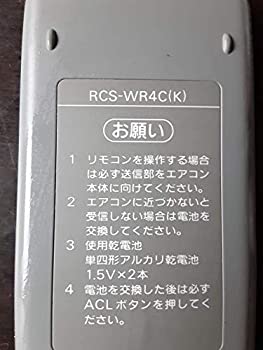 RCS-WR4C(K)
お願い
1 リモコンを操作する場合
は必ず送信部をエアコン
本体に向けてください。
2 エアコンに近づかないと
受信しない場合は電池を
交換してください。
3 使用乾電池
単四形アルカリ乾電池
1.5V×2本
4 電池を交換した後は必ず
ACLボタンを押してく
ださい。